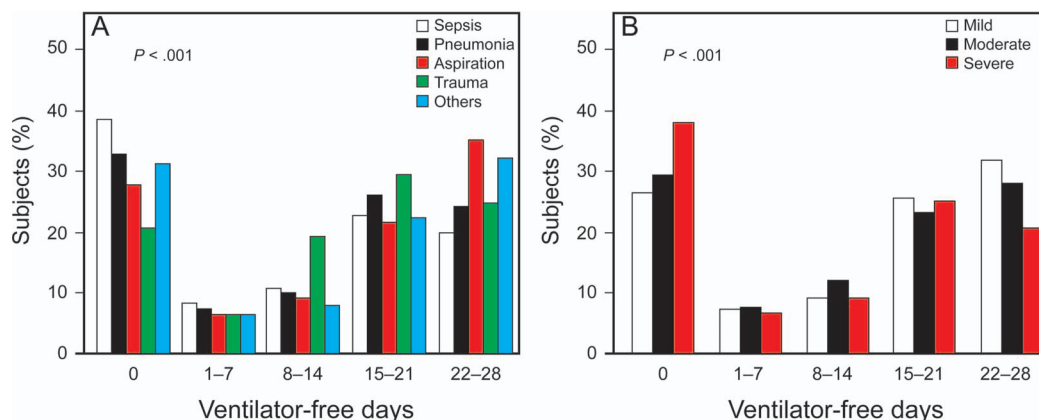 A
P < .001
Sepsis
Pneumonia
Aspiration
Trauma
Others
50
40
30
20
10
0
Subjects (%)
0
1–7
8–14
15–21
22–28
Ventilator-free days
B
P < .001
Mild
Moderate
Severe
50
40
30
20
10
0
Subjects (%)
0
1–7
8–14
15–21
22–28
Ventilator-free days